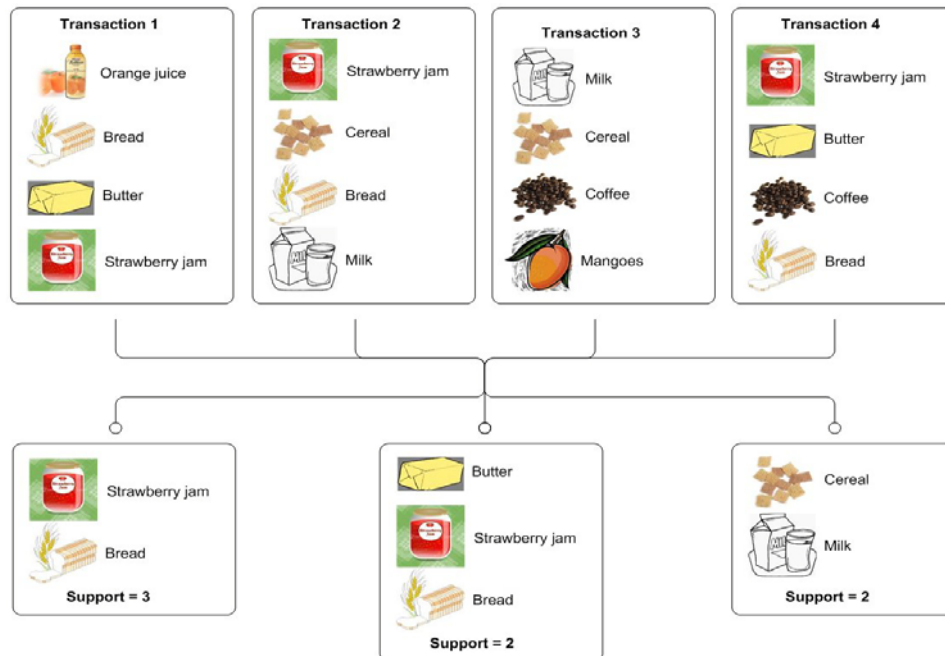 Transaction 1
Orange juice
Bread
Butter
Strawberry jam
Transaction 2
Strawberry jam
Cereal
Bread
Milk
Transaction 3
Milk
Cereal
Coffee
Mangoes
Transaction 4
Strawberry jam
Butter
Coffee
Bread
Strawberry jam
Bread
Support = 3
Butter
Strawberry jam
Bread
Support = 2
Cereal
Milk
Support = 2